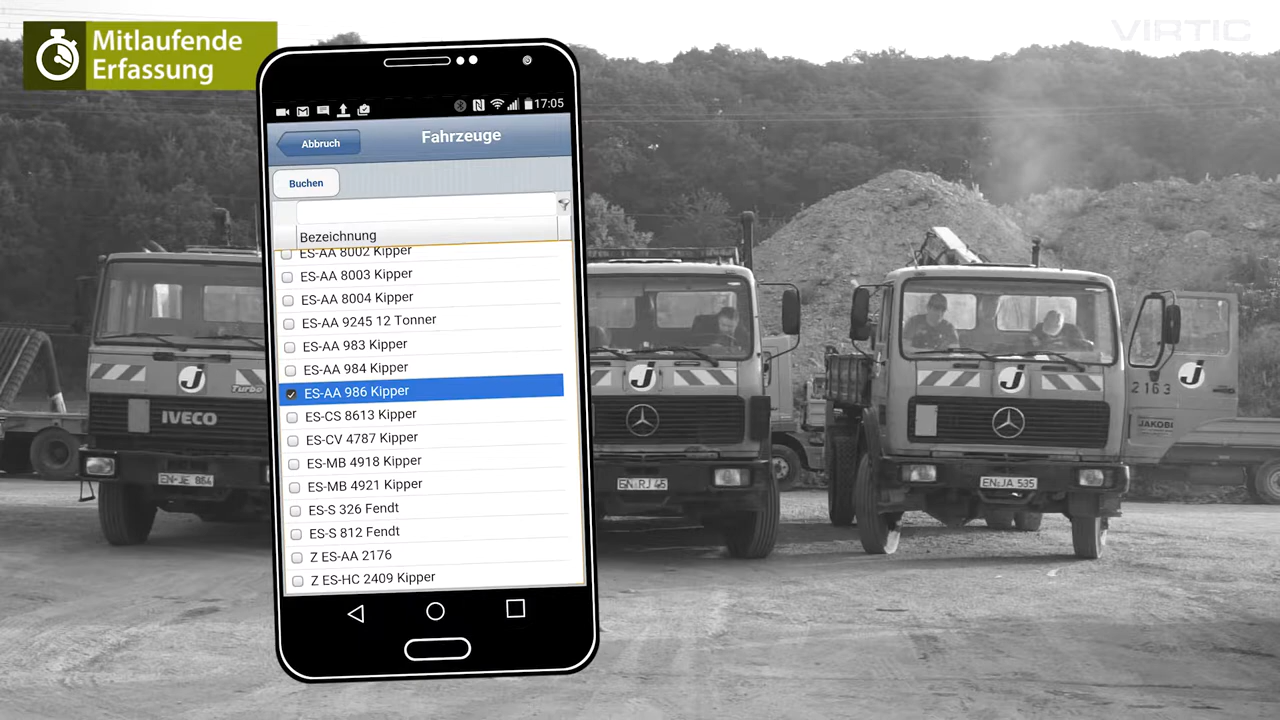 Mitlaufende
Erfassung
VIRTIC
17:05
Abbruch
Fahrzeuge
Buchen
Bezeichnung
ES-AA 8002 Kipper
ES-AA 8003 Kipper
ES-AA 8004 Kipper
ES-AA 9245 12 Tonner
ES-AA 983 Kipper
ES-AA 984 Kipper
ES-AA 986 Kipper
ES-CS 8613 Kipper
ES-CV 4787 Kipper
ES-MB 4918 Kipper
ES-MB 4921 Kipper
ES-S 326 Fendt
ES-S 812 Fendt
Z ES-AA 2176
Z ES-HC 2409 Kipper
J
Turbo
IVECO
EN-JE 864
J
EN RJ 45
J
EN JA 535
J
2163
JAKOBI